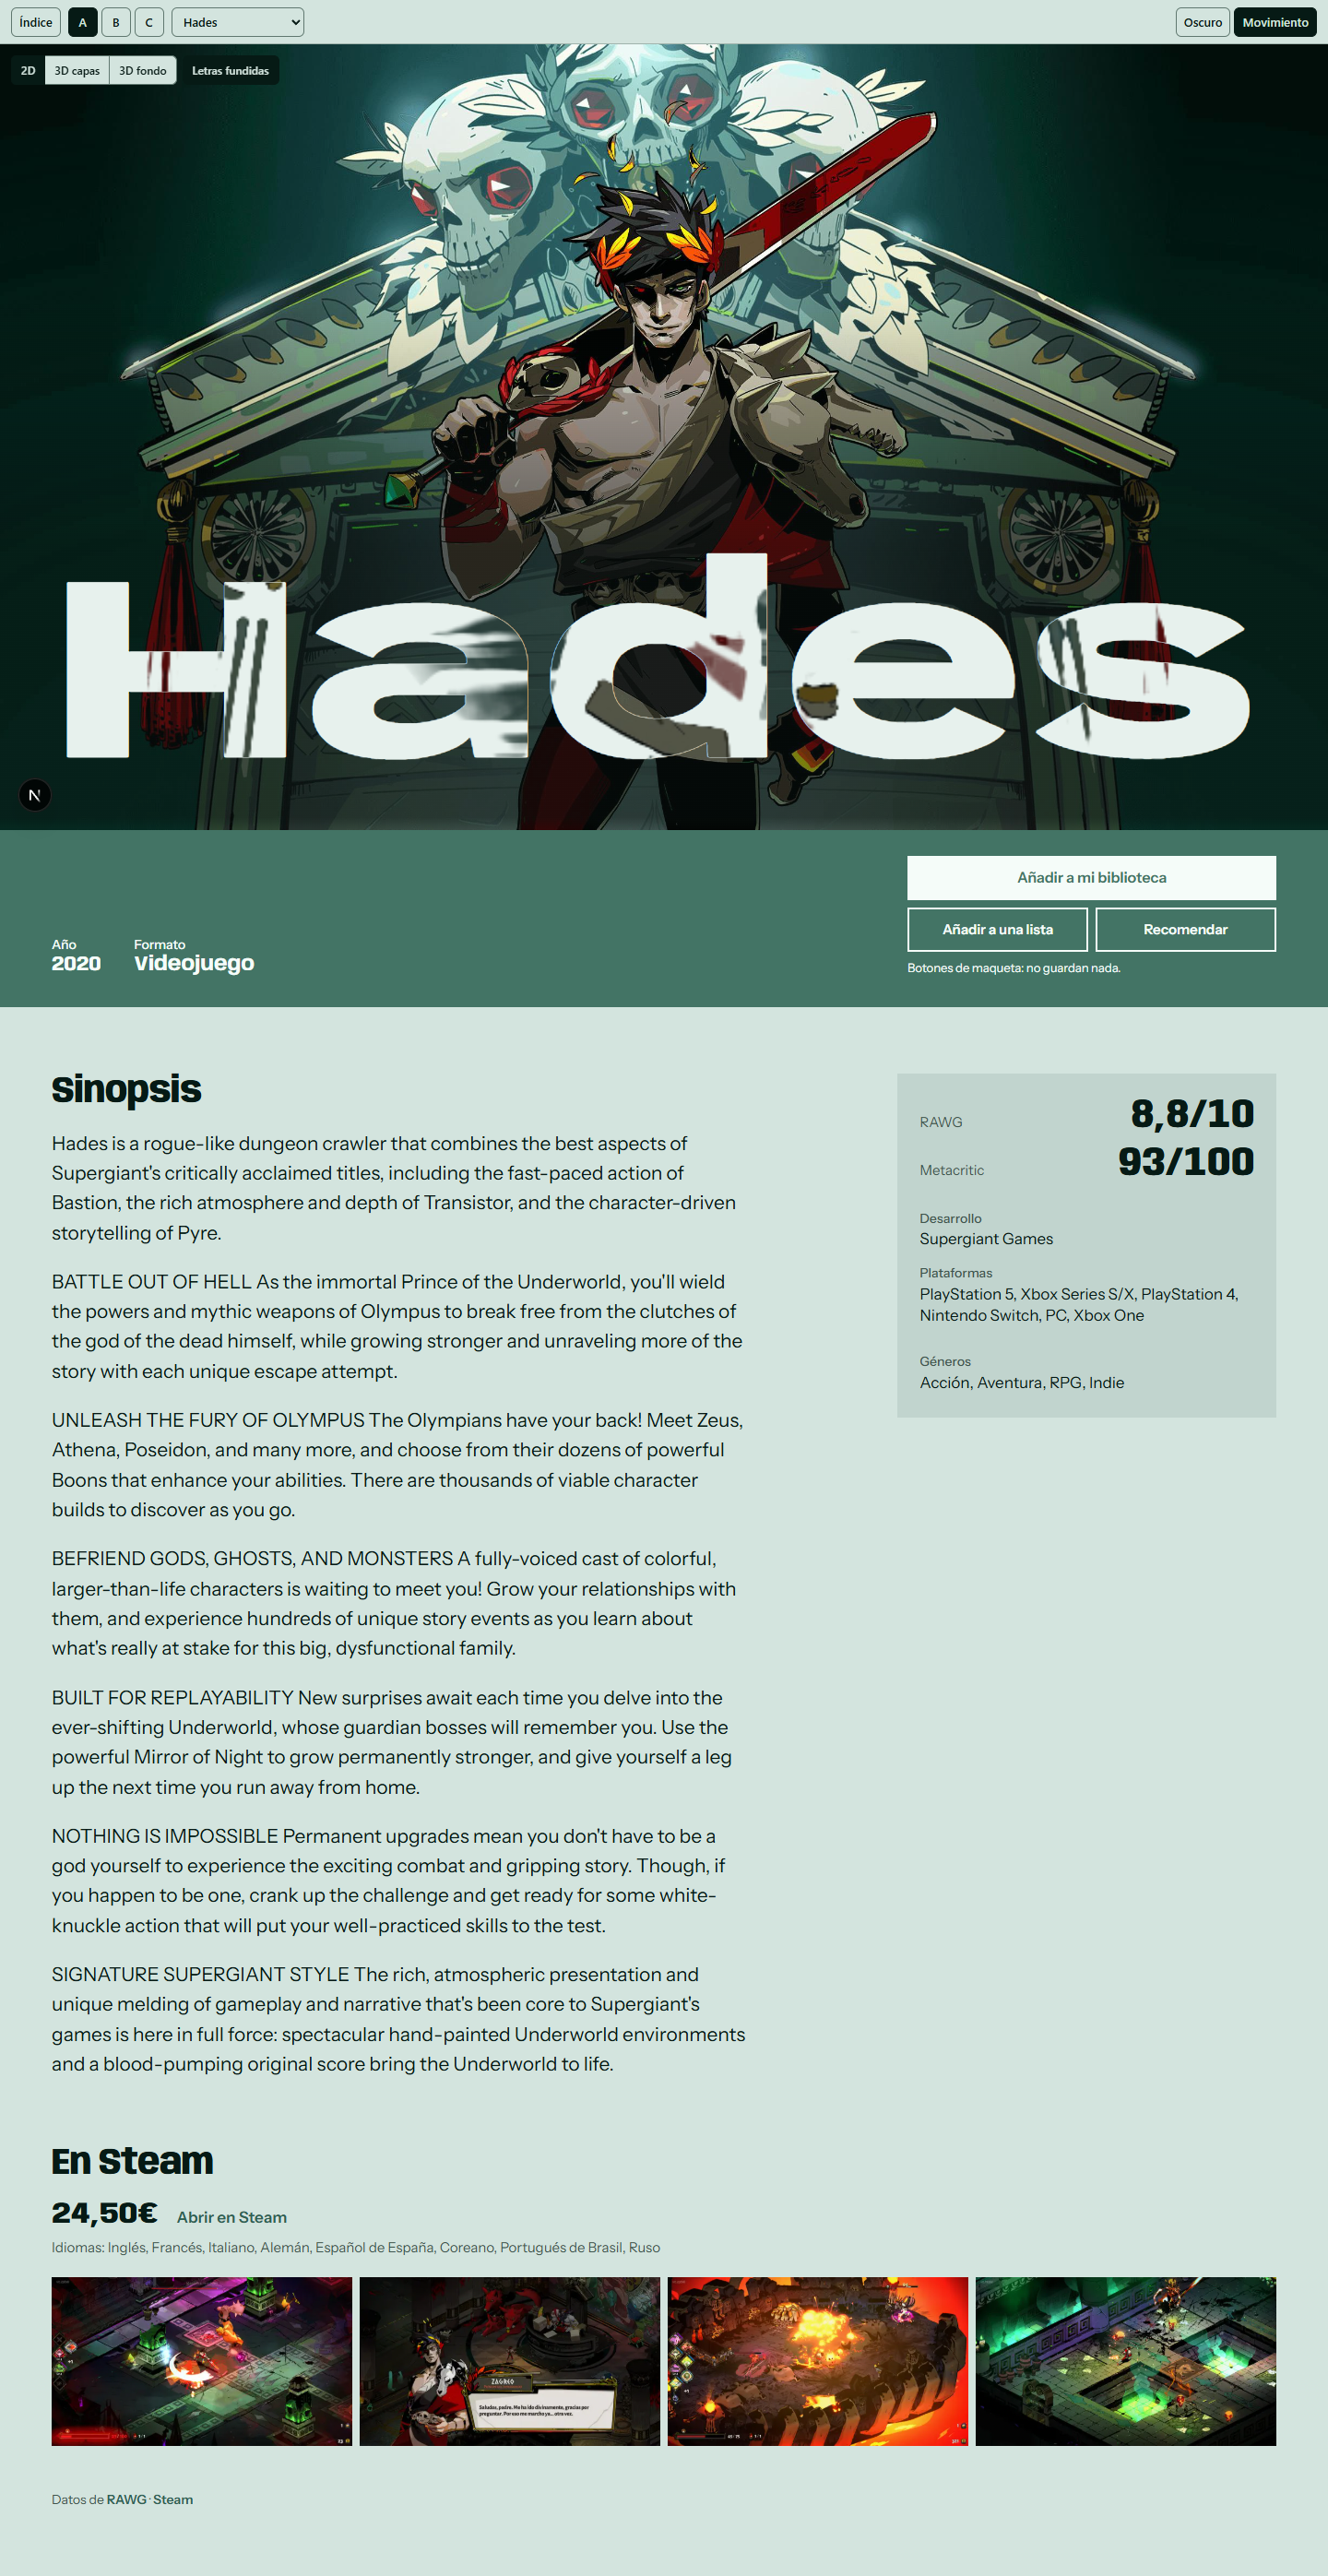 Índice A B C Hades Oscuro Movimiento
2D 3D capas 3D fondo Letras fundidas
Hades
N
Añadir a mi biblioteca
Añadir a una lista Recomendar
Año Formato
2020 Videojuego
Botones de maqueta: no guardan nada.
Sinopsis
Hades is a rogue-like dungeon crawler that combines the best aspects of
Supergiant's critically acclaimed titles, including the fast-paced action of
Bastion, the rich atmosphere and depth of Transistor, and the character-driven
storytelling of Pyre.
BATTLE OUT OF HELL As the immortal Prince of the Underworld, you'll wield
the powers and mythic weapons of Olympus to break free from the clutches of
the god of the dead himself, while growing stronger and unraveling more of the
story with each unique escape attempt.
UNLEASH THE FURY OF OLYMPUS The Olympians have your back! Meet Zeus,
Athena, Poseidon, and many more, and choose from their dozens of powerful
Boons that enhance your abilities. There are thousands of viable character
builds to discover as you go.
BEFRIEND GODS, GHOSTS, AND MONSTERS A fully-voiced cast of colorful,
larger-than-life characters is waiting to meet you! Grow your relationships with
them, and experience hundreds of unique story events as you learn about
what's really at stake for this big, dysfunctional family.
BUILT FOR REPLAYABILITY New surprises await each time you delve into the
ever-shifting Underworld, whose guardian bosses will remember you. Use the
powerful Mirror of Night to grow permanently stronger, and give yourself a leg
up the next time you run away from home.
NOTHING IS IMPOSSIBLE Permanent upgrades mean you don't have to be a
god yourself to experience the exciting combat and gripping story. Though, if
you happen to be one, crank up the challenge and get ready for some white-
knuckle action that will put your well-practiced skills to the test.
SIGNATURE SUPERGIANT STYLE The rich, atmospheric presentation and
unique melding of gameplay and narrative that's been core to Supergiant's
games is here in full force: spectacular hand-painted Underworld environments
and a blood-pumping original score bring the Underworld to life.
RAWG 8,8/10
Metacritic 93/100
Desarrollo
Supergiant Games
Plataformas
PlayStation 5, Xbox Series S/X, PlayStation 4,
Nintendo Switch, PC, Xbox One
Géneros
Acción, Aventura, RPG, Indie
En Steam
24,50€ Abrir en Steam
Idiomas: Inglés, Francés, Italiano, Alemán, Español de España, Coreano, Portugués de Brasil, Ruso
ZAGREO
Saludos, padre. Me ha ido divinamente, gracias por
preguntar. Por eso me marcho ya... otra vez.
Datos de RAWG · Steam